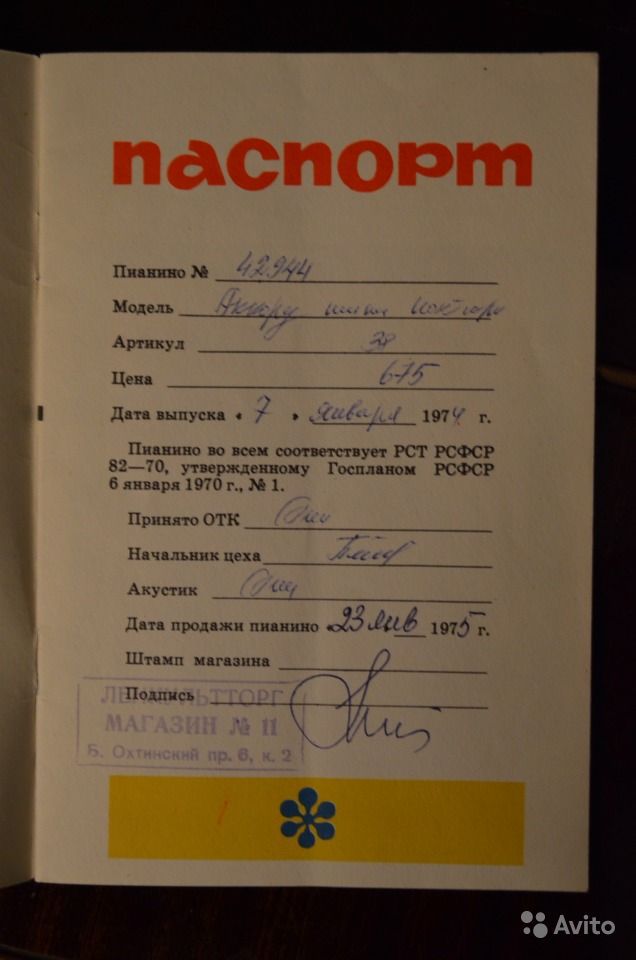 паспорт
Пианино № 42944
Модель
Артикул
Цена 675
Дата выпуска «7» января 1974 г.
Пианино во всем соответствует РСТ РСФСР
82—70, утвержденному Госпланом РСФСР
6 января 1970 г., № 1.
Принято ОТК
Начальник цеха
Акустик
Дата продажи пианино «23 янв 1975 г.
Штамп магазина
Подпись
ЛЕНКУЛЬТТОРГ
МАГАЗИН № 11
Б. Охтинский пр. 6, к. 2
Avito